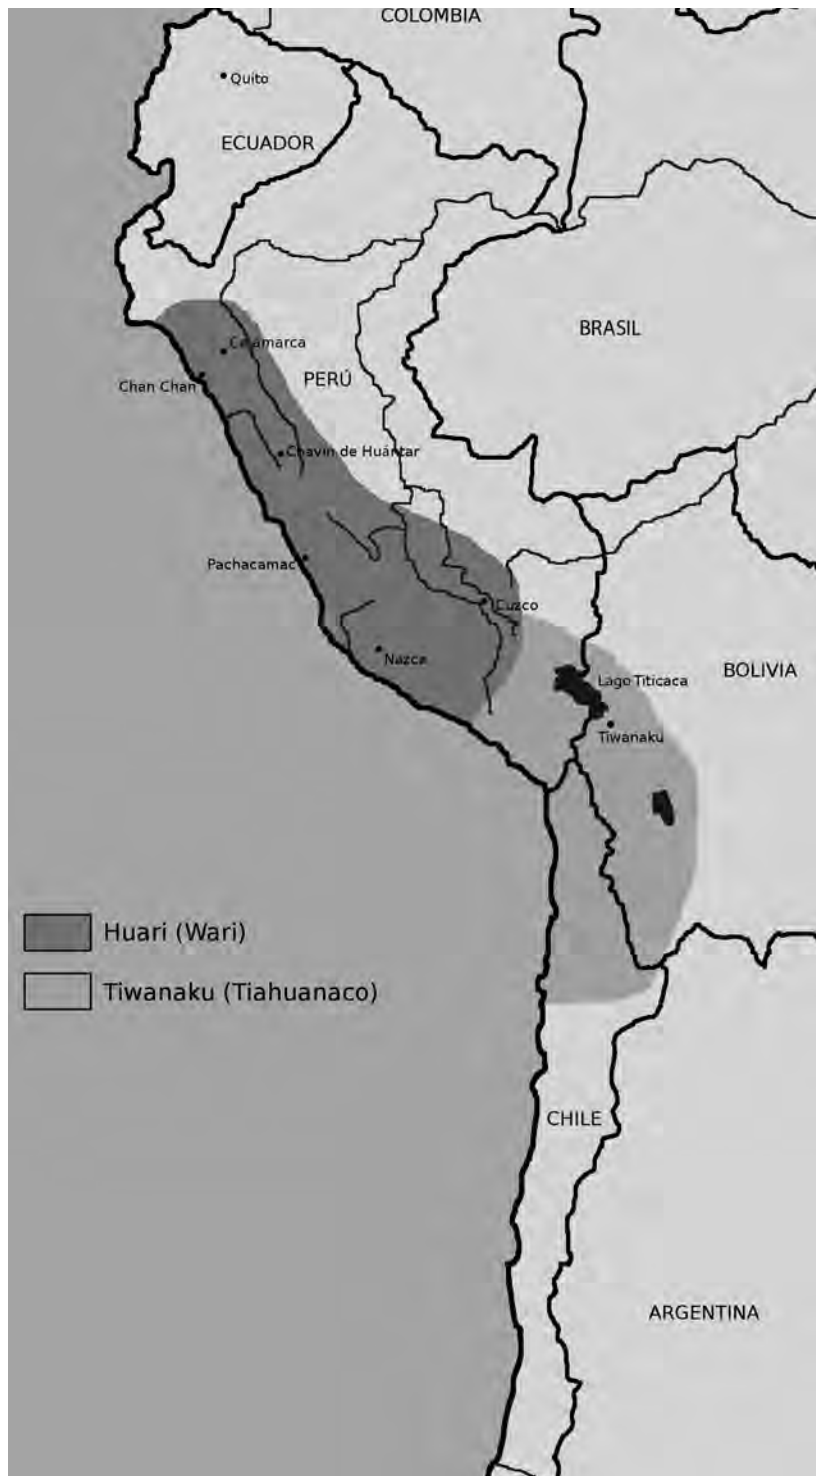 COLOMBIA
Quito
ECUADOR
BRASIL
Cajamarca
PERÚ
Chan Chan
Chavin de Huántar
Pachacamac
Cuzco
Nazca
BOLIVIA
Lago Titicaca
Tiwanaku
Huari (Wari)
Tiwanaku (Tiahuanaco)
CHILE
ARGENTINA